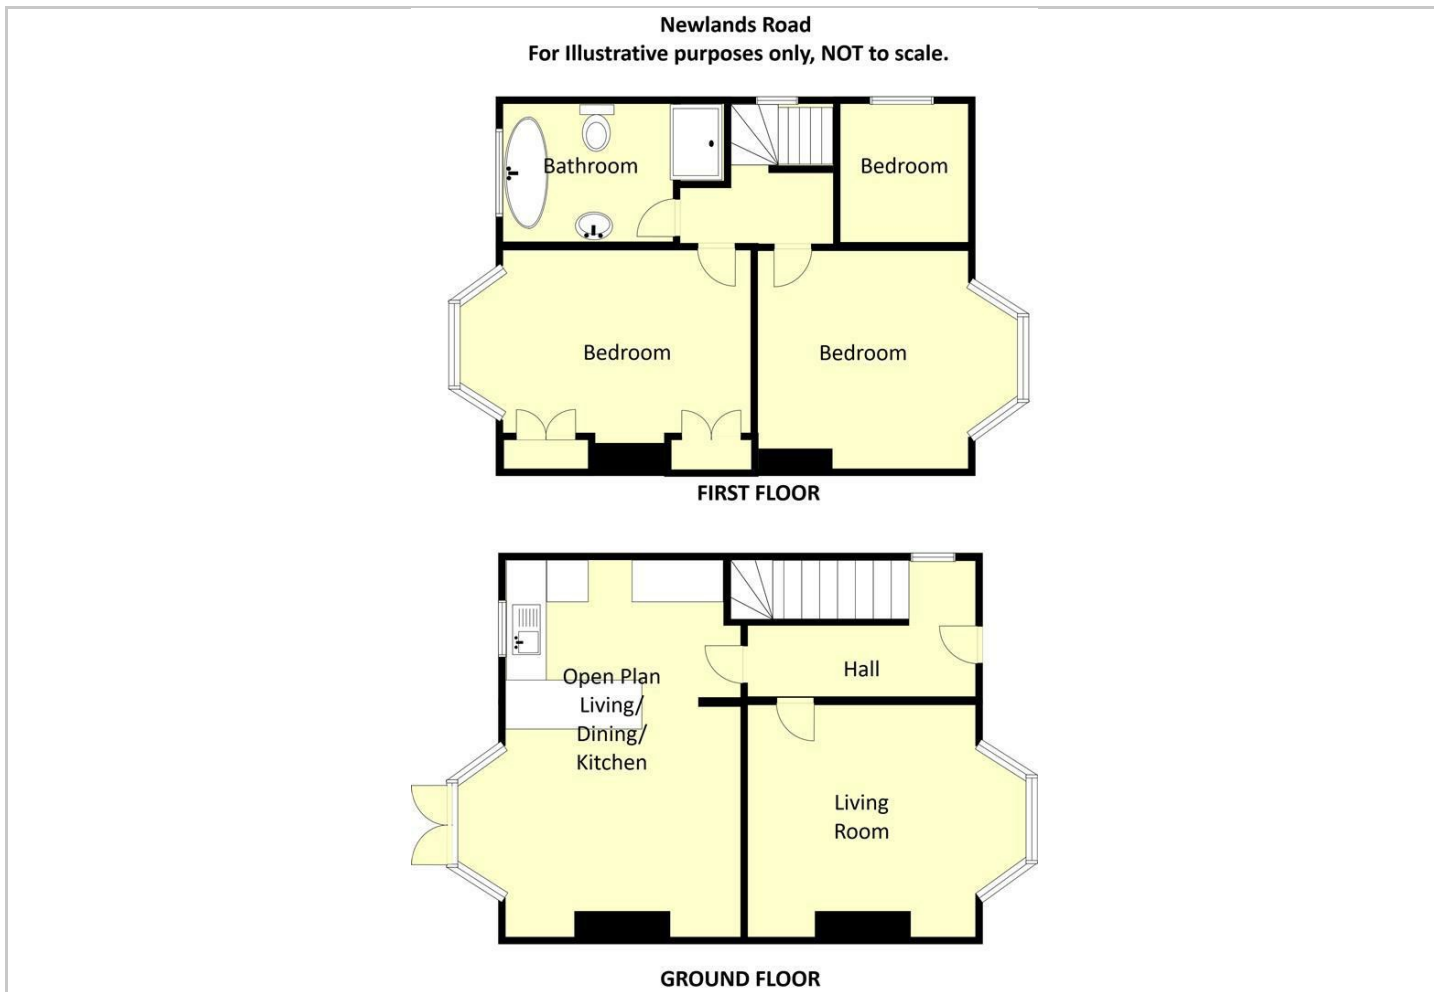 Newlands Road
For Illustrative purposes only, NOT to scale.
Bathroom
Bedroom
Bedroom
Bedroom
FIRST FLOOR
Open Plan
Living/
Dining/
Kitchen
Hall
Living
Room
GROUND FLOOR